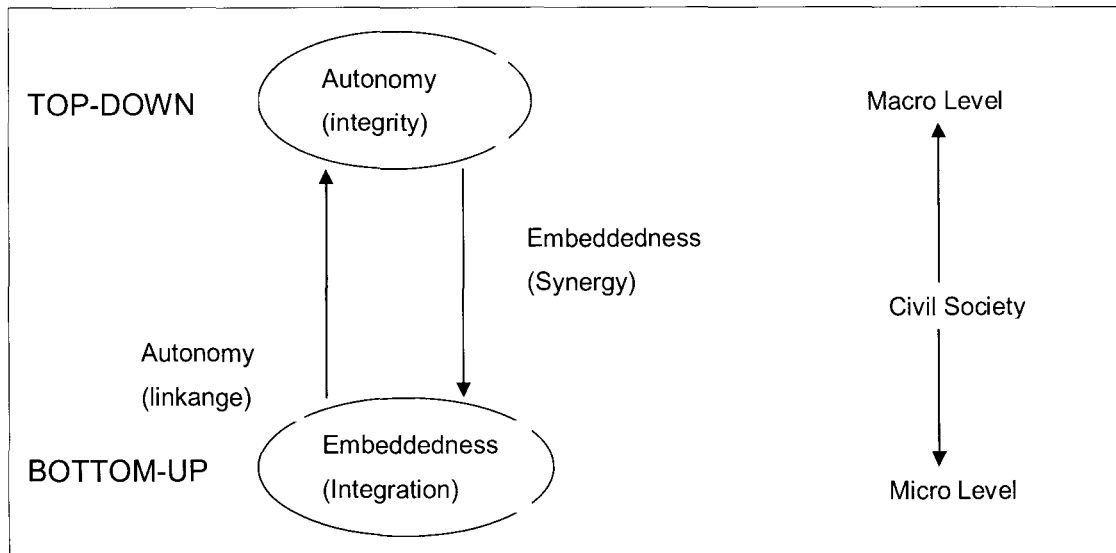 TOP-DOWN
Autonomy
(integrity)
Macro Level
Embeddedness
(Synergy)
Civil Society
Autonomy
(linkange)
BOTTOM-UP
Embeddedness
(Integration)
Micro Level